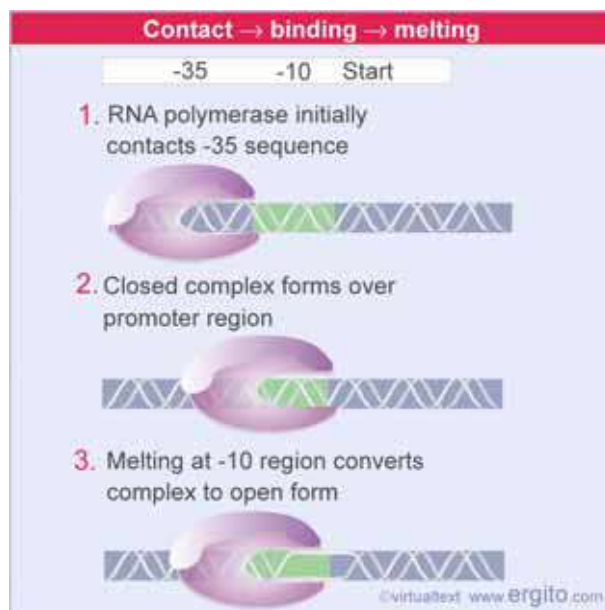 Contact → binding → melting
-35 -10 Start
1. RNA polymerase initially
contacts -35 sequence
2. Closed complex forms over
promoter region
3. Melting at -10 region converts
complex to open form
©virtualtext www.ergito.com